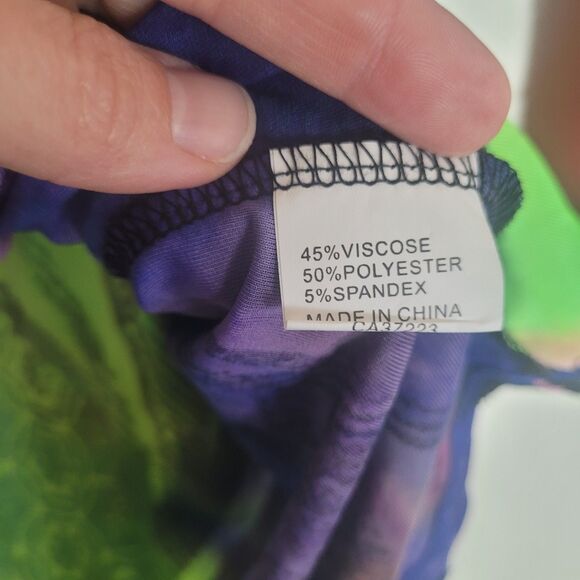 45%VISCOSE
50%POLYESTER
5%SPANDEX
MADE IN CHINA
CA37223